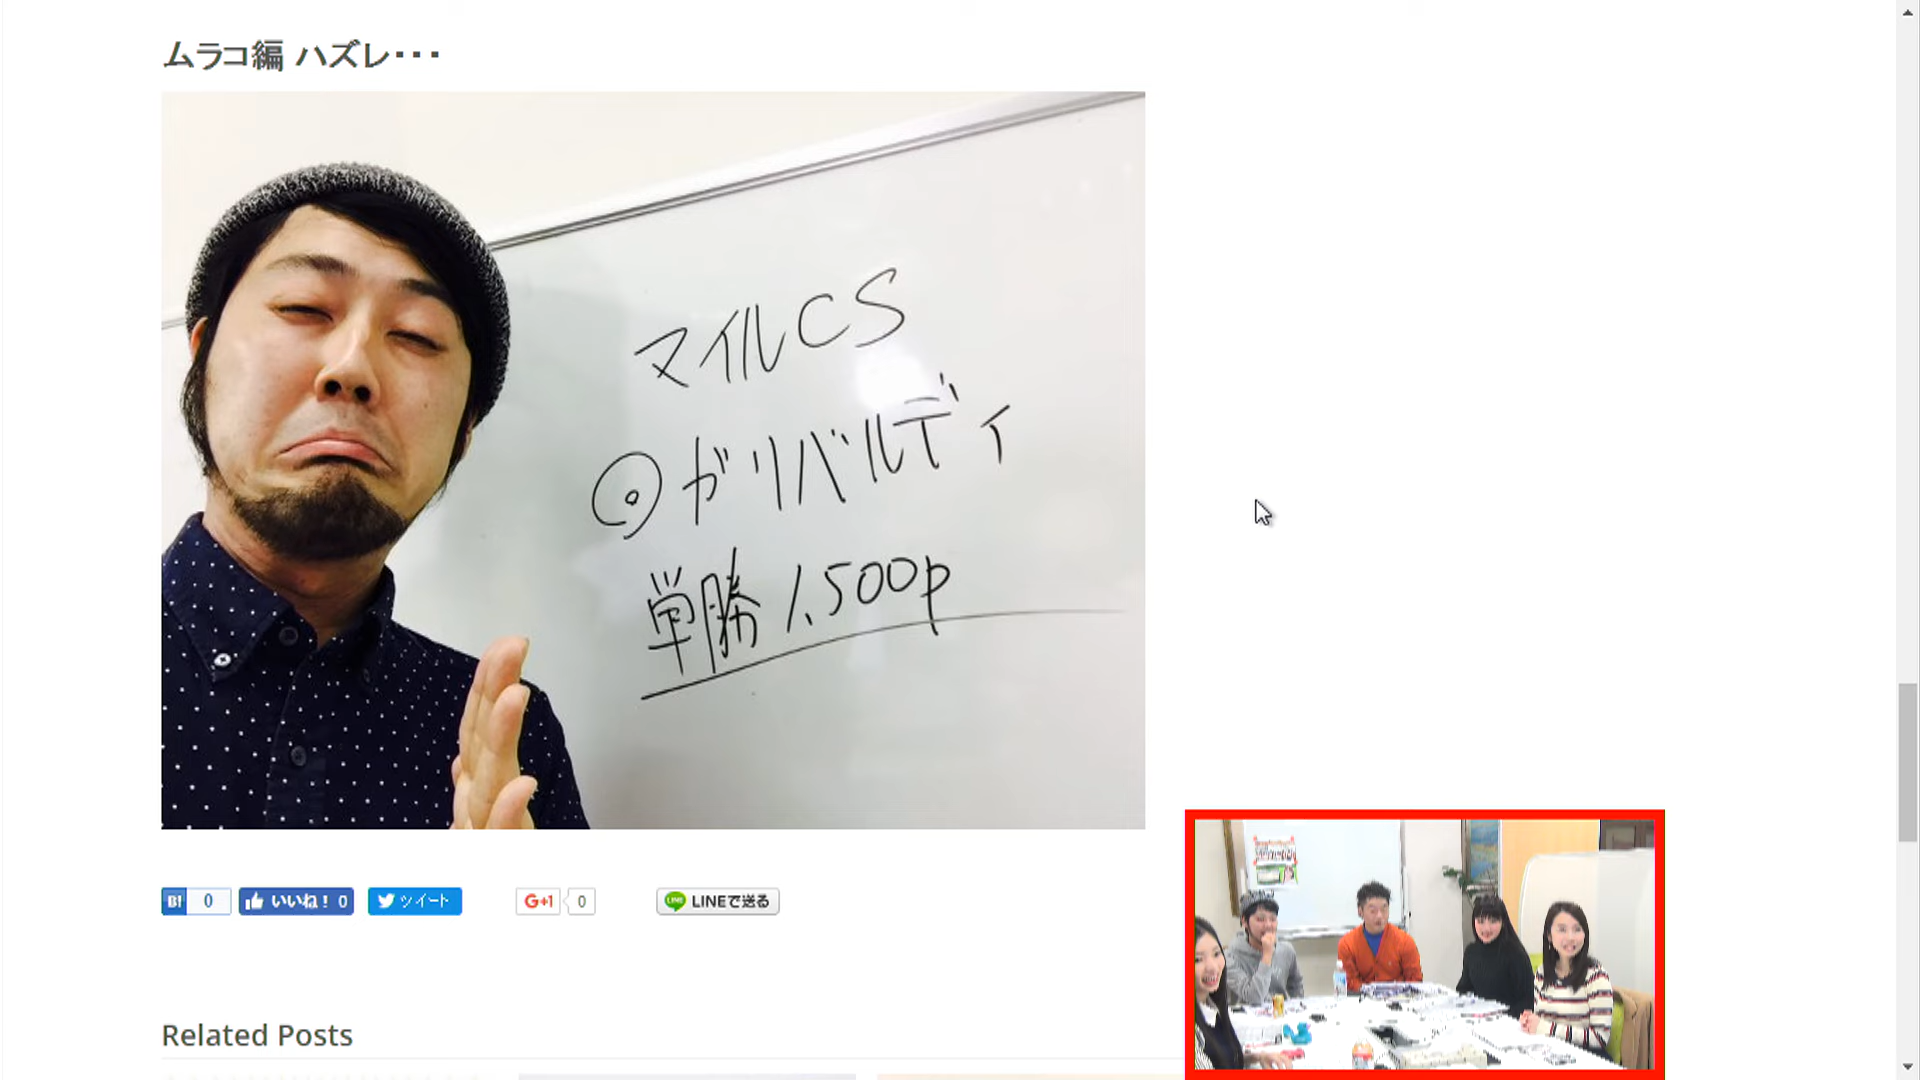 ムラコ編 ハズレ・・・
マイルCS
◎ガリバルディ
単勝 1,500p
B! 0
いいね！ 0
ツイート
G+1 0
LINEで送る
Related Posts